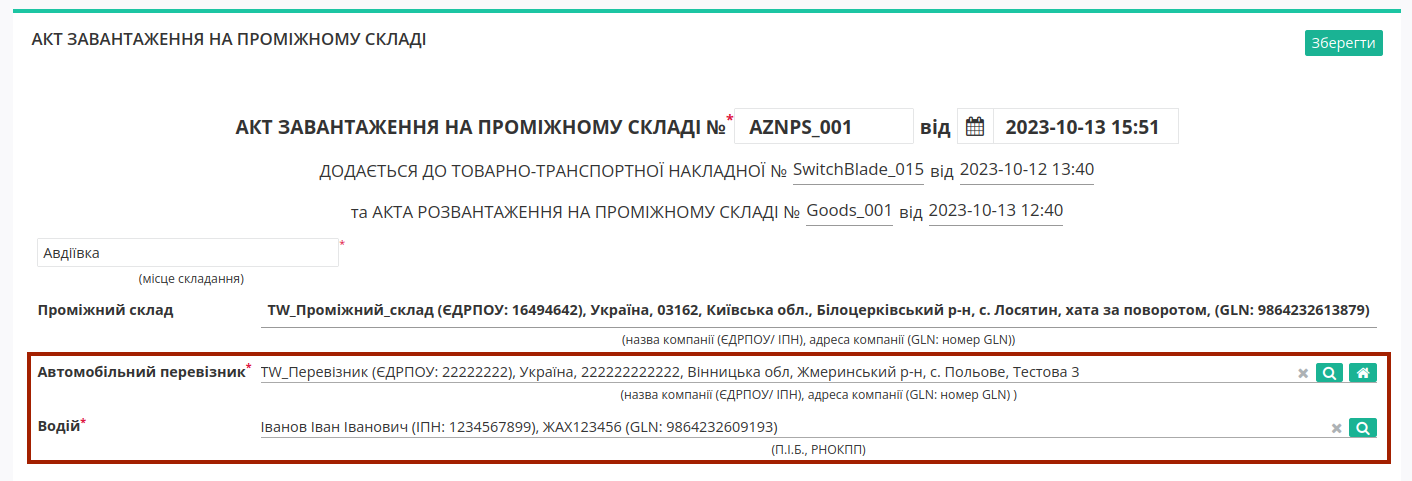 АКТ ЗАВАНТАЖЕННЯ НА ПРОМІЖНОМУ СКЛАДІ
Зберегти
АКТ ЗАВАНТАЖЕННЯ НА ПРОМІЖНОМУ СКЛАДІ №* AZNPS_001 від 2023-10-13 15:51
ДОДАЄТЬСЯ ДО ТОВАРНО-ТРАНСПОРТНОЇ НАКЛАДНОЇ № SwitchBlade_015 від 2023-10-12 13:40
та АКТА РОЗВАНТАЖЕННЯ НА ПРОМІЖНОМУ СКЛАДІ № Goods_001 від 2023-10-13 12:40
Авдіївка *
(місце складання)
Проміжний склад TW_Проміжний_склад (ЄДРПОУ: 16494642), Україна, 03162, Київська обл., Білоцерківський р-н, с. Лосятин, хата за поворотом, (GLN: 9864232613879)
(назва компанії (ЄДРПОУ/ ІПН), адреса компанії (GLN: номер GLN))
Автомобільний перевізник* TW_Перевізник (ЄДРПОУ: 22222222), Україна, 222222222222, Вінницька обл, Жмеринський р-н, с. Польове, Тестова 3
(назва компанії (ЄДРПОУ/ ІПН), адреса компанії (GLN: номер GLN) )
Водій* Іванов Іван Іванович (ІПН: 1234567899), ЖАХ123456 (GLN: 9864232609193)
(П.І.Б., РНОКПП)